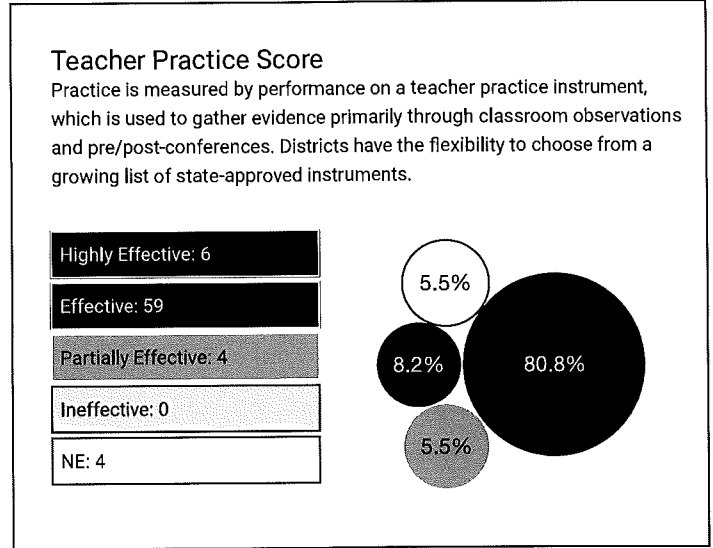 Teacher Practice Score
Practice is measured by performance on a teacher practice instrument,
which is used to gather evidence primarily through classroom observations
and pre/post-conferences. Districts have the flexibility to choose from a
growing list of state-approved instruments.
Highly Effective: 6
Effective: 59
Partially Effective: 4
Ineffective: 0
NE: 4
5.5%
8.2%
80.8%
5.5%